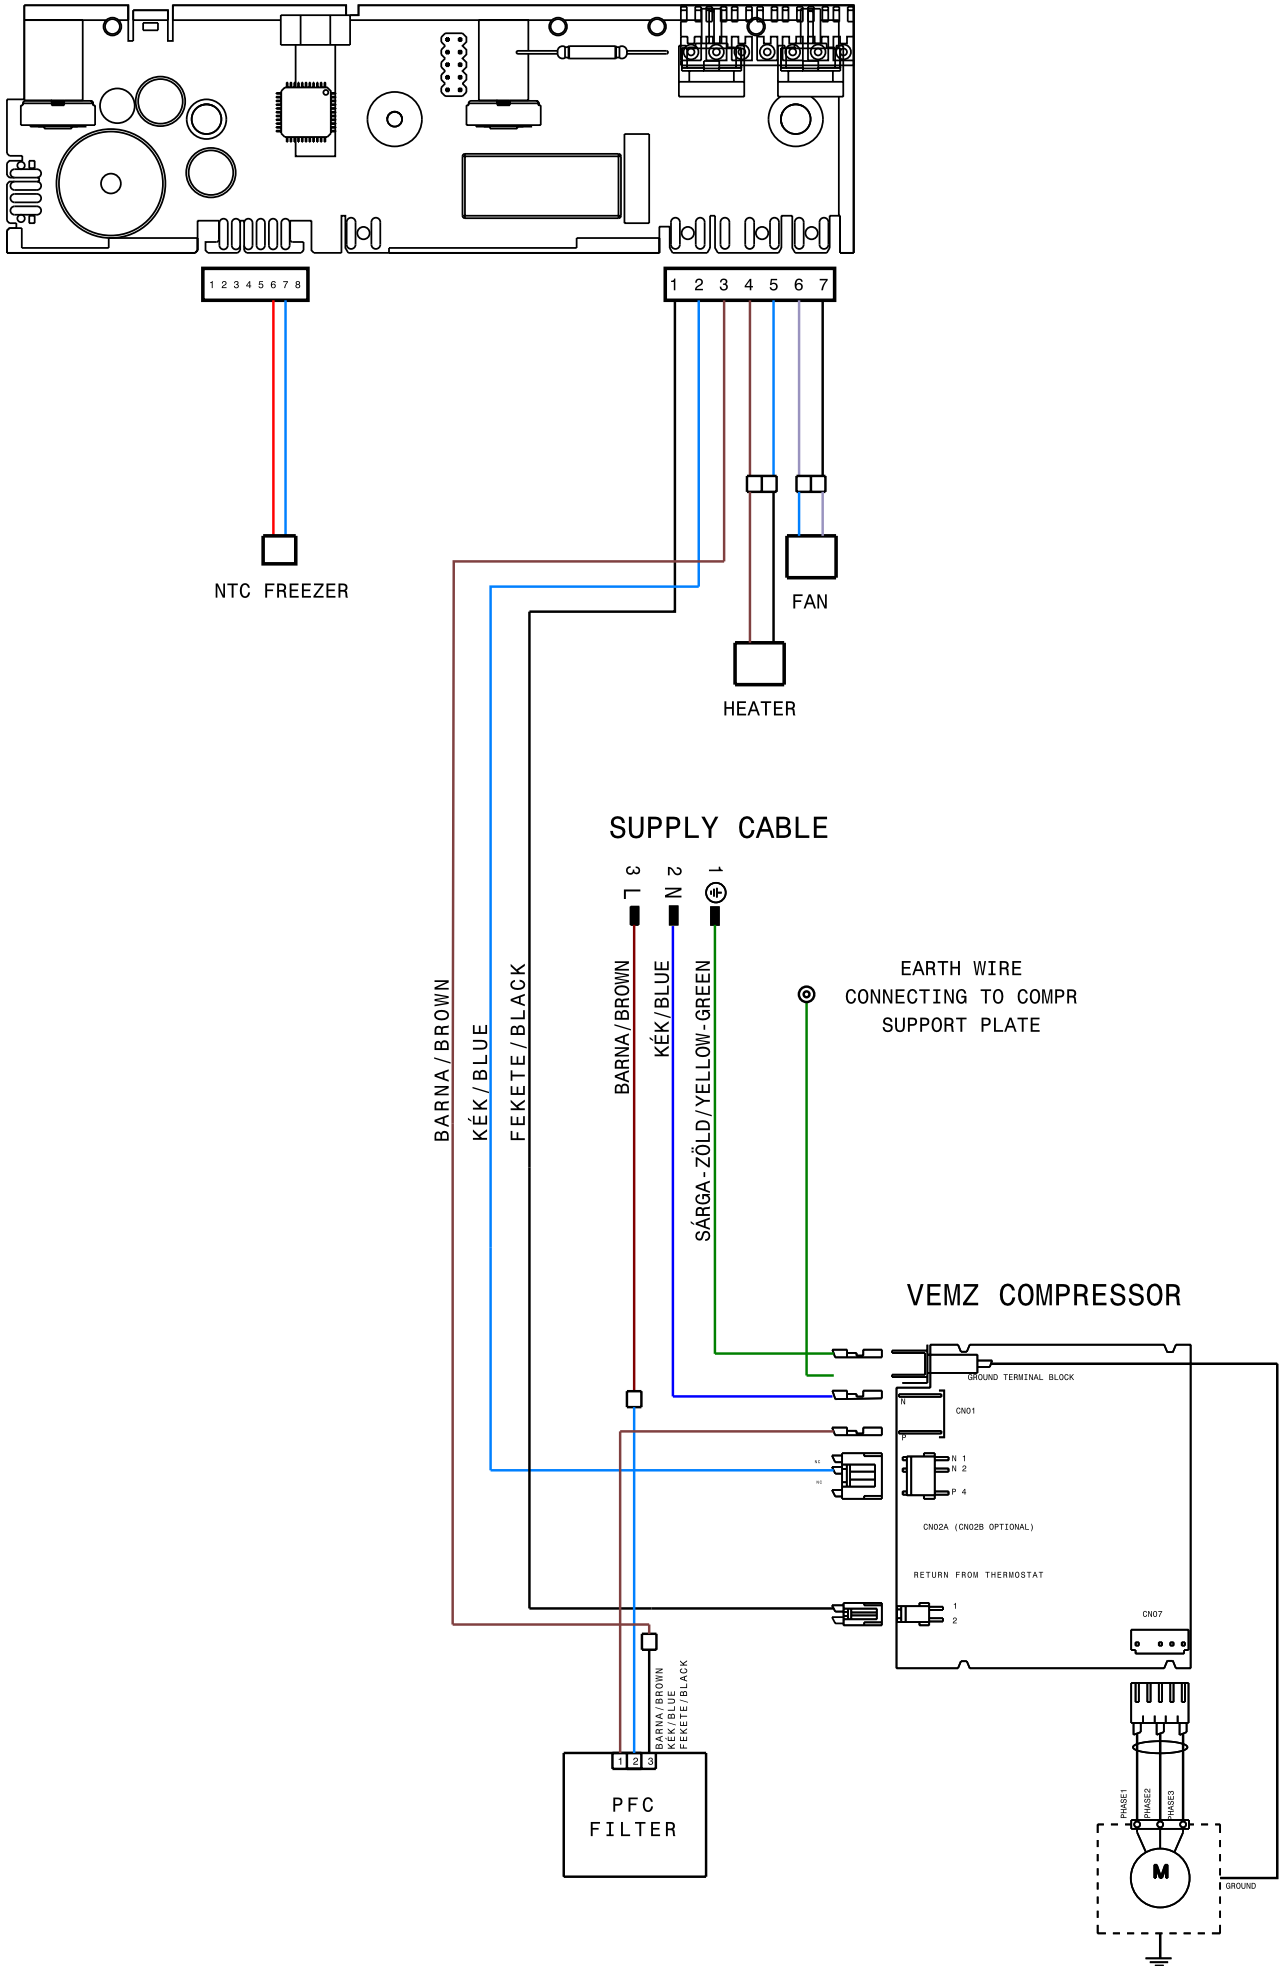 1 2 3 4 5 6 7 8
1 2 3 4 5 6 7
NTC FREEZER
FAN
HEATER
SUPPLY CABLE
3 L
2 N
1
BARNA/BROWN
KÉK/BLUE
FEKETE/BLACK
BARNA/BROWN
KÉK/BLUE
SÁRGA-ZÖLD/YELLOW-GREEN
EARTH WIRE
CONNECTING TO COMPR
SUPPORT PLATE
VEMZ COMPRESSOR
GROUND TERMINAL BLOCK
N
CN01
P
N 1
N 2
P 4
CN02A (CN02B OPTIONAL)
RETURN FROM THERMOSTAT
1
2
CN07
BARNA/BROWN
KÉK/BLUE
FEKETE/BLACK
1 2 3
PFC
FILTER
PHASE1
PHASE2
PHASE3
M
GROUND